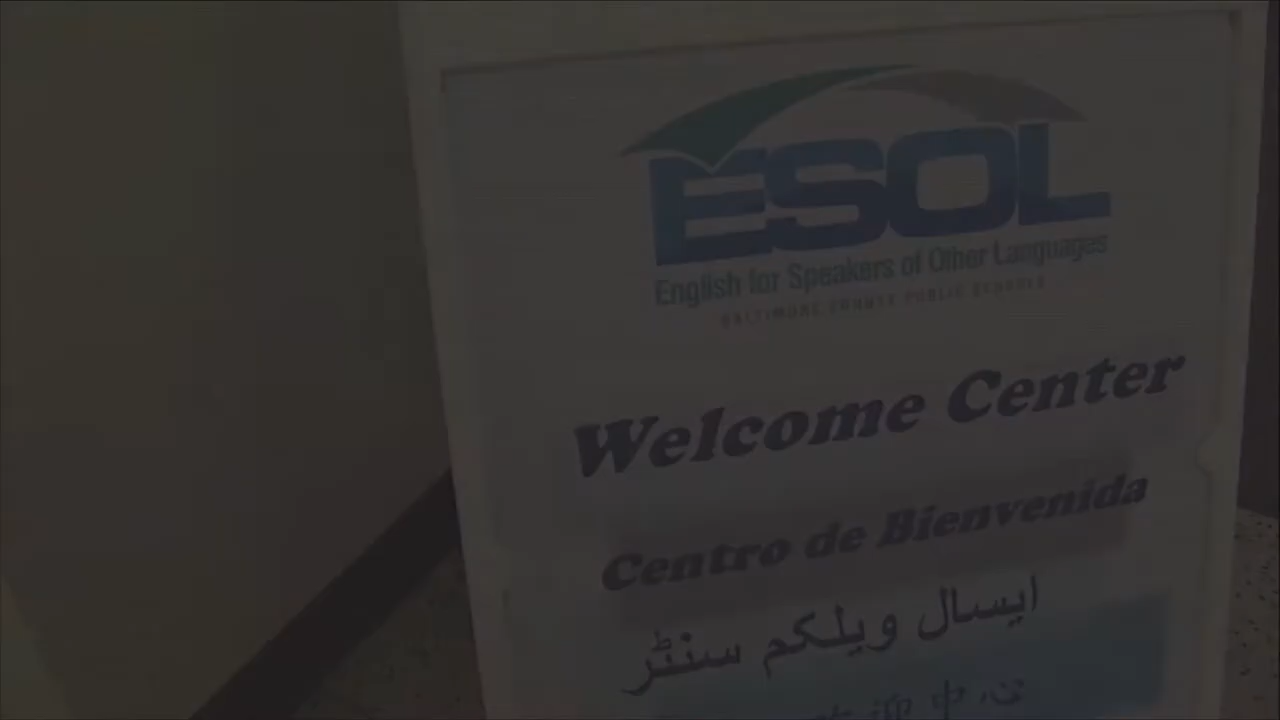 ESOL
English for Speakers of Other Languages
BALTIMORE COUNTY PUBLIC SCHOOLS
Welcome Center
Centro de Bienvenida
ایسال ویلکم سنٹر